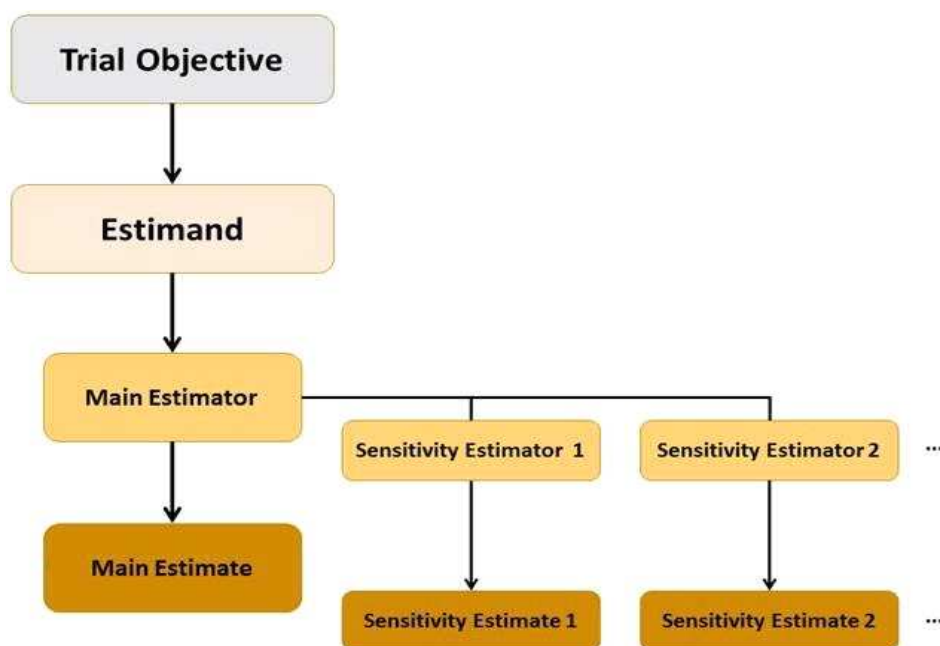 Trial Objective
Estimand
Main Estimator
Sensitivity Estimator 1
Sensitivity Estimator 2
...
Main Estimate
Sensitivity Estimate 1
Sensitivity Estimate 2
...